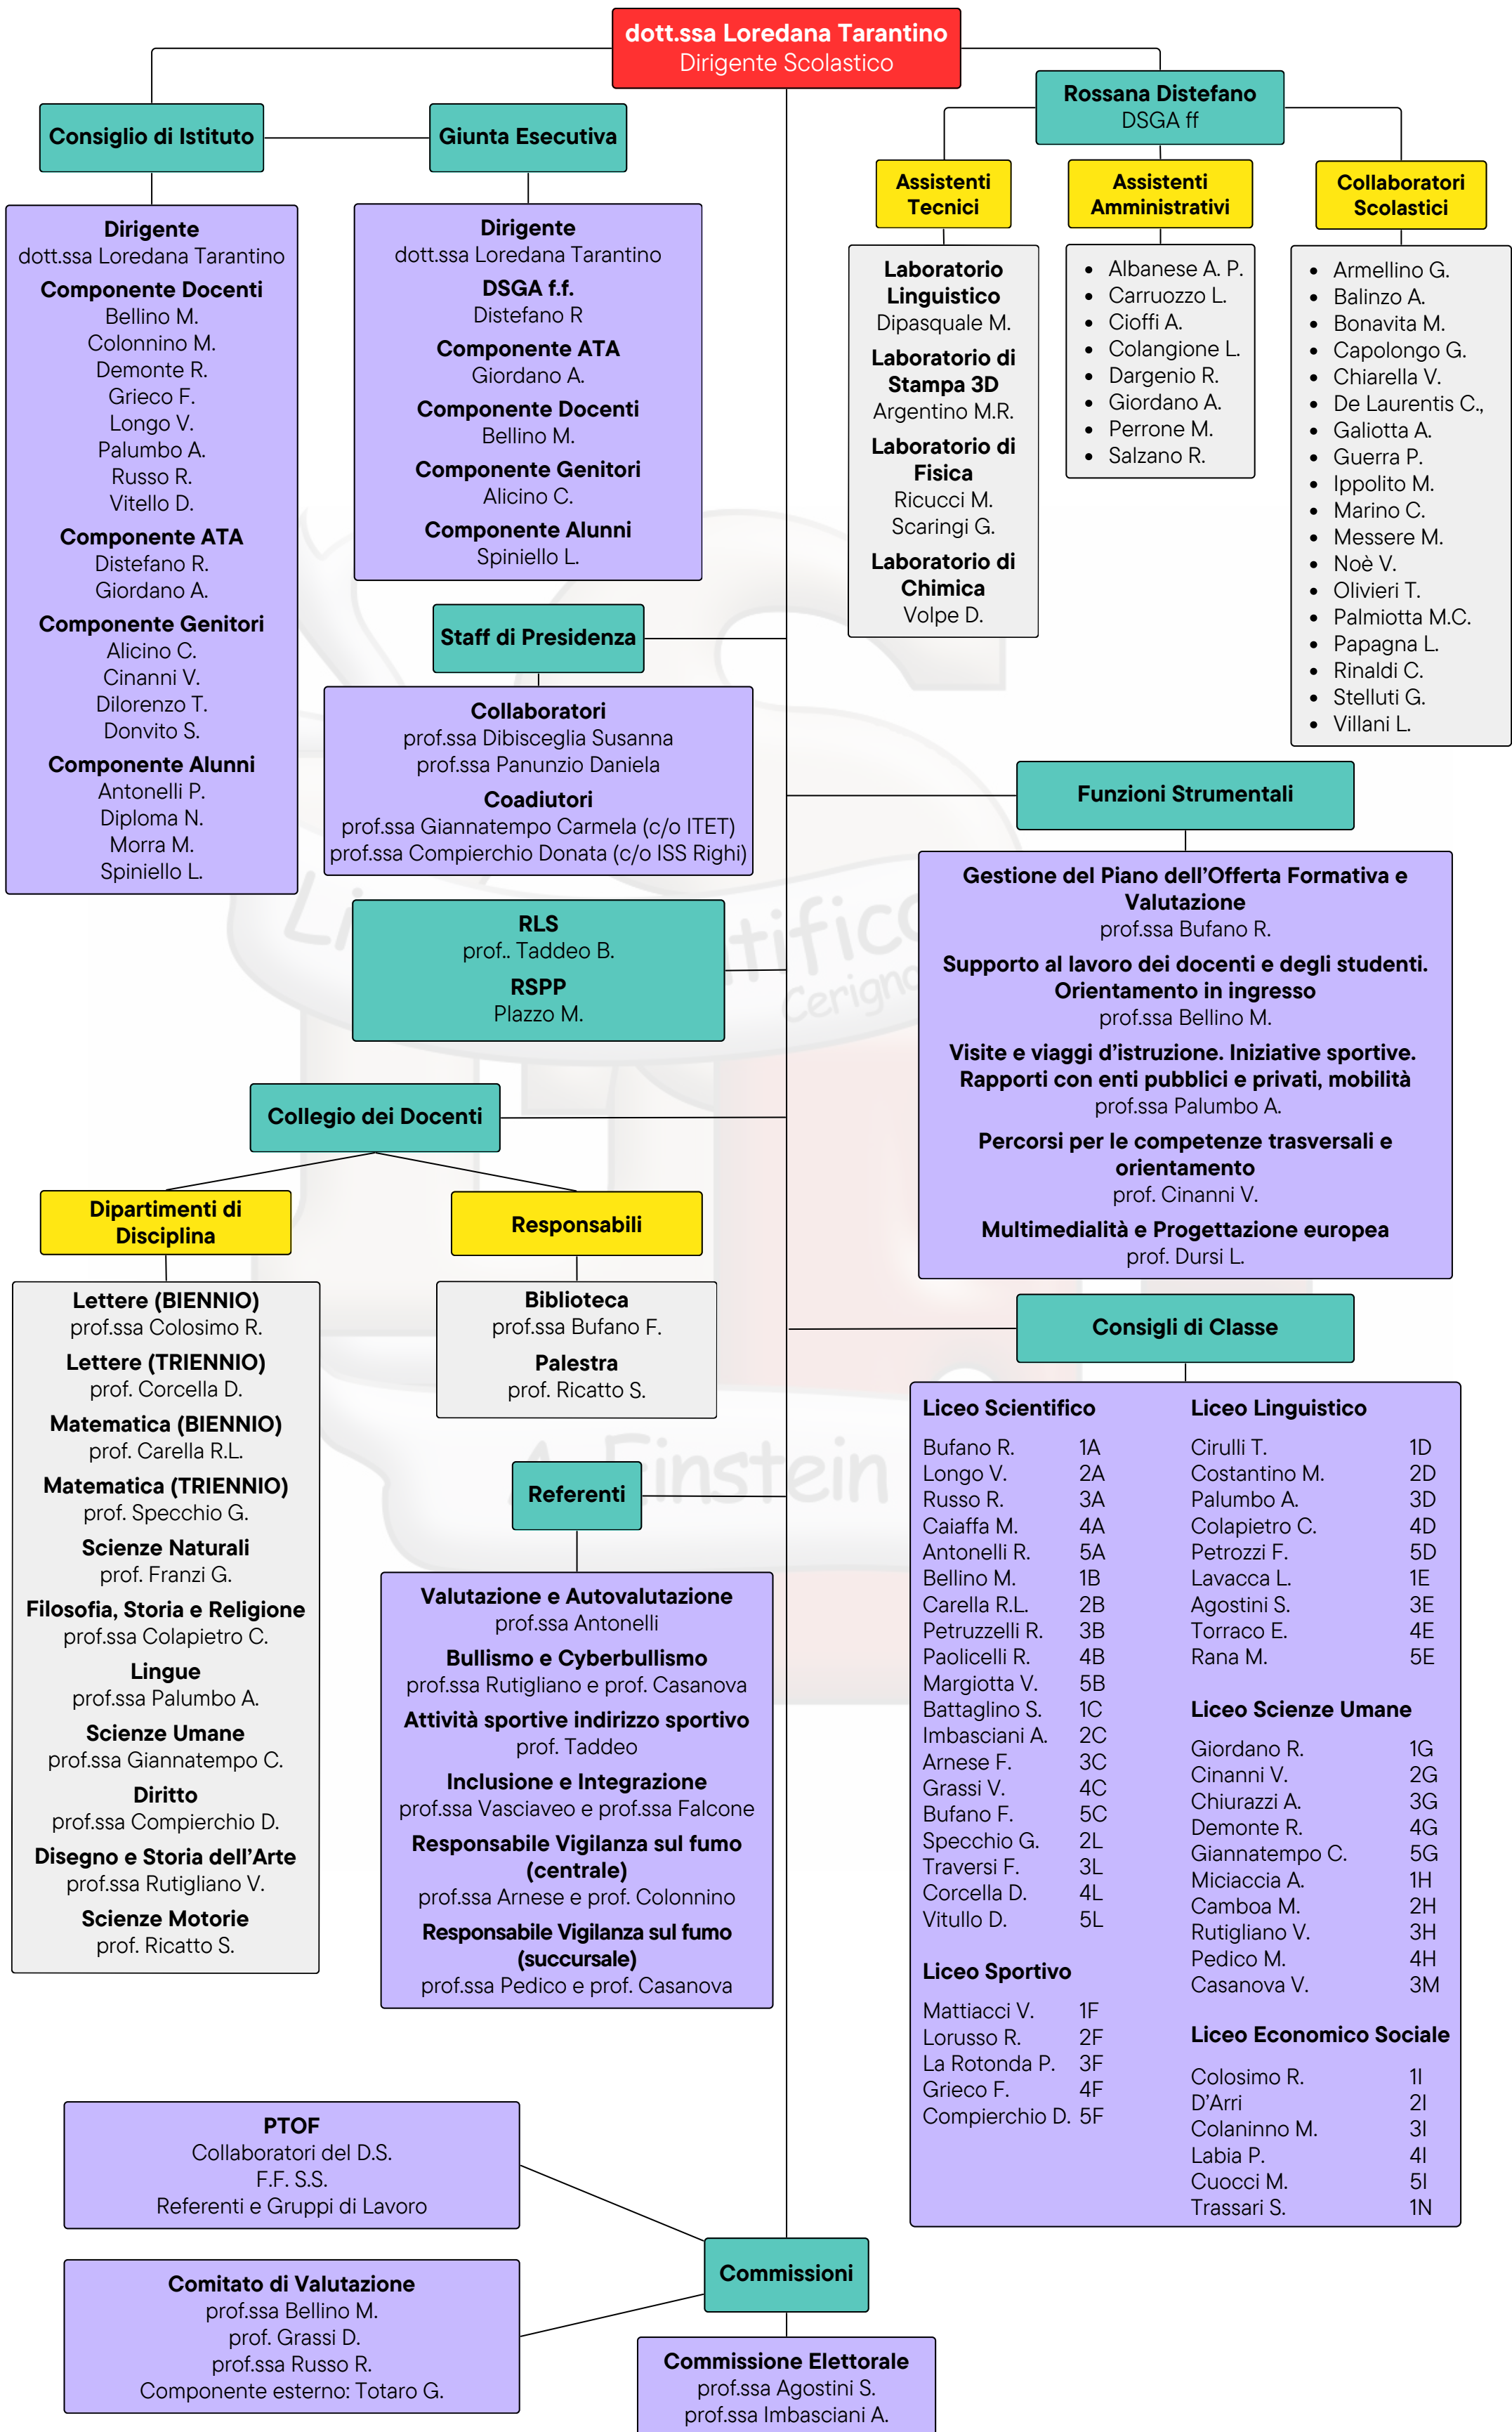 dott.ssa Loredana Tarantino
Dirigente Scolastico
Consiglio di Istituto
Dirigente
dott.ssa Loredana Tarantino
Componente Docenti
Bellino M.
Colonnino M.
Demonte R.
Grieco F.
Longo V.
Palumbo A.
Russo R.
Vitello D.
Componente ATA
Distefano R.
Giordano A.
Componente Genitori
Alicino C.
Cinanni V.
Dilorenzo T.
Donvito S.
Componente Alunni
Antonelli P.
Diploma N.
Morra M.
Spiniello L.
Giunta Esecutiva
Dirigente
dott.ssa Loredana Tarantino
DSGA f.f.
Distefano R
Componente ATA
Giordano A.
Componente Docenti
Bellino M.
Componente Genitori
Alicino C.
Componente Alunni
Spiniello L.
Rossana Distefano
DSGA ff
Assistenti
Tecnici
Laboratorio
Linguistico
Dipasquale M.
Laboratorio di
Stampa 3D
Argentino M.R.
Laboratorio di
Fisica
Ricucci M.
Scaringi G.
Laboratorio di
Chimica
Volpe D.
Assistenti
Amministrativi
• Albanese A. P.
• Carruozzo L.
• Cioffi A.
• Colangione L.
• Dargenio R.
• Giordano A.
• Perrone M.
• Salzano R.
Collaboratori
Scolastici
• Armellino G.
• Balinzo A.
• Bonavita M.
• Capolongo G.
• Chiarella V.
• De Laurentis C.,
• Galiotta A.
• Guerra P.
• Ippolito M.
• Marino C.
• Messere M.
• Noè V.
• Olivieri T.
• Palmiotta M.C.
• Papagna L.
• Rinaldi C.
• Stelluti G.
• Villani L.
Staff di Presidenza
Collaboratori
prof.ssa Dibisceglia Susanna
prof.ssa Panunzio Daniela
Coadiutori
prof.ssa Giannatempo Carmela (c/o ITET)
prof.ssa Compierchio Donata (c/o ISS Righi)
RLS
prof.. Taddeo B.
RSPP
Plazzo M.
Funzioni Strumentali
Gestione del Piano dell'Offerta Formativa e
Valutazione
prof.ssa Bufano R.
Supporto al lavoro dei docenti e degli studenti.
Orientamento in ingresso
prof.ssa Bellino M.
Visite e viaggi d'istruzione. Iniziative sportive.
Rapporti con enti pubblici e privati, mobilità
prof.ssa Palumbo A.
Percorsi per le competenze trasversali e
orientamento
prof. Cinanni V.
Multimedialità e Progettazione europea
prof. Dursi L.
Collegio dei Docenti
Dipartimenti di
Disciplina
Lettere (BIENNIO)
prof.ssa Colosimo R.
Lettere (TRIENNIO)
prof. Corcella D.
Matematica (BIENNIO)
prof. Carella R.L.
Matematica (TRIENNIO)
prof. Specchio G.
Scienze Naturali
prof. Franzi G.
Filosofia, Storia e Religione
prof.ssa Colapietro C.
Lingue
prof.ssa Palumbo A.
Scienze Umane
prof.ssa Giannatempo C.
Diritto
prof.ssa Compierchio D.
Disegno e Storia dell'Arte
prof.ssa Rutigliano V.
Scienze Motorie
prof. Ricatto S.
Responsabili
Biblioteca
prof.ssa Bufano F.
Palestra
prof. Ricatto S.
A. Einstein
Referenti
Valutazione e Autovalutazione
prof.ssa Antonelli
Bullismo e Cyberbullismo
prof.ssa Rutigliano e prof. Casanova
Attività sportive indirizzo sportivo
prof. Taddeo
Inclusione e Integrazione
prof.ssa Vasciaveo e prof.ssa Falcone
Responsabile Vigilanza sul fumo
(centrale)
prof.ssa Arnese e prof. Colonnino
Responsabile Vigilanza sul fumo
(succursale)
prof.ssa Pedico e prof. Casanova
Consigli di Classe
Liceo Scientifico
Bufano R. 1A
Longo V. 2A
Russo R. 3A
Caiaffa M. 4A
Antonelli R. 5A
Bellino M. 1B
Carella R.L. 2B
Petruzzelli R. 3B
Paolicelli R. 4B
Margiotta V. 5B
Battaglino S. 1C
Imbasciani A. 2C
Arnese F. 3C
Grassi V. 4C
Bufano F. 5C
Specchio G. 2L
Traversi F. 3L
Corcella D. 4L
Vitullo D. 5L
Liceo Sportivo
Mattiacci V. 1F
Lorusso R. 2F
La Rotonda P. 3F
Grieco F. 4F
Compierchio D. 5F
Liceo Linguistico
Cirulli T. 1D
Costantino M. 2D
Palumbo A. 3D
Colapietro C. 4D
Petrozzi F. 5D
Lavacca L. 1E
Agostini S. 3E
Torraco E. 4E
Rana M. 5E
Liceo Scienze Umane
Giordano R. 1G
Cinanni V. 2G
Chiurazzi A. 3G
Demonte R. 4G
Giannatempo C. 5G
Miciaccia A. 1H
Camboa M. 2H
Rutigliano V. 3H
Pedico M. 4H
Casanova V. 3M
Liceo Economico Sociale
Colosimo R. 1I
D'Arri 2I
Colaninno M. 3I
Labia P. 4I
Cuocci M. 5I
Trassari S. 1N
PTOF
Collaboratori del D.S.
F.F. S.S.
Referenti e Gruppi di Lavoro
Commissioni
Comitato di Valutazione
prof.ssa Bellino M.
prof. Grassi D.
prof.ssa Russo R.
Componente esterno: Totaro G.
Commissione Elettorale
prof.ssa Agostini S.
prof.ssa Imbasciani A.